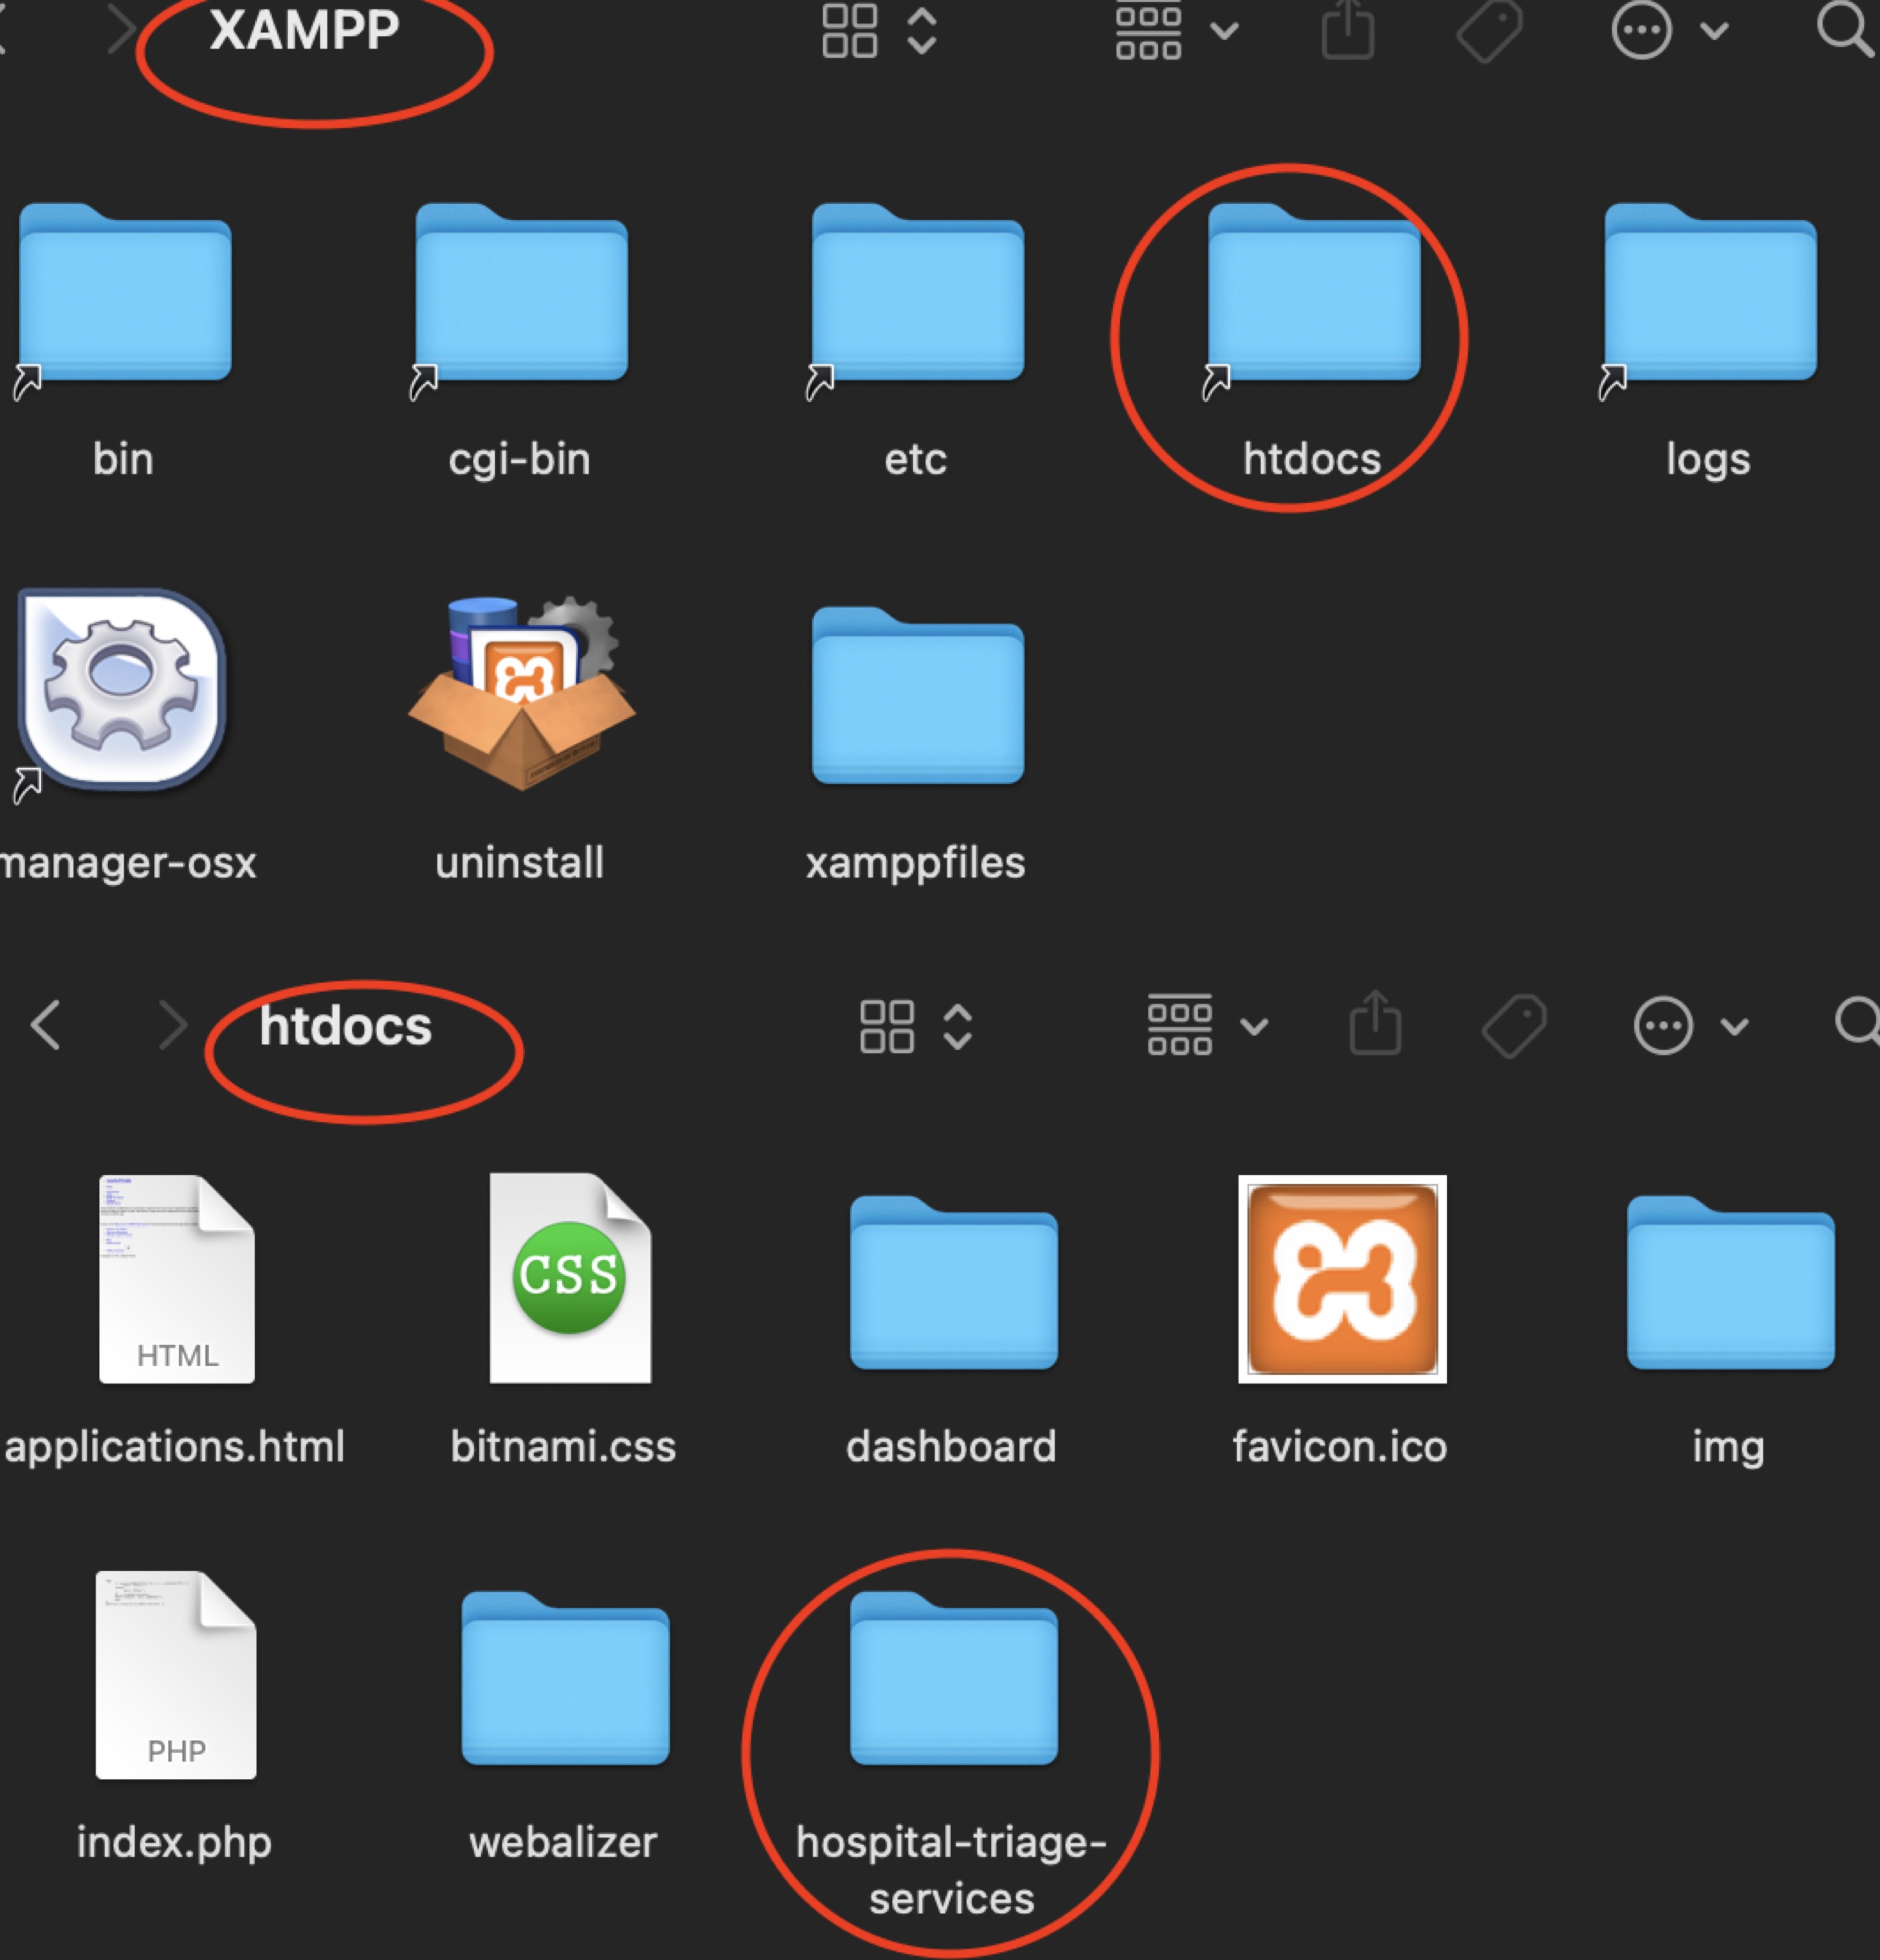 XAMPP
bin
cgi-bin
etc
htdocs
logs
manager-osx
uninstall
xamppfiles
htdocs
HTML
CSS
applications.html
bitnami.css
dashboard
favicon.ico
img
PHP
index.php
webalizer
hospital-triage-
services